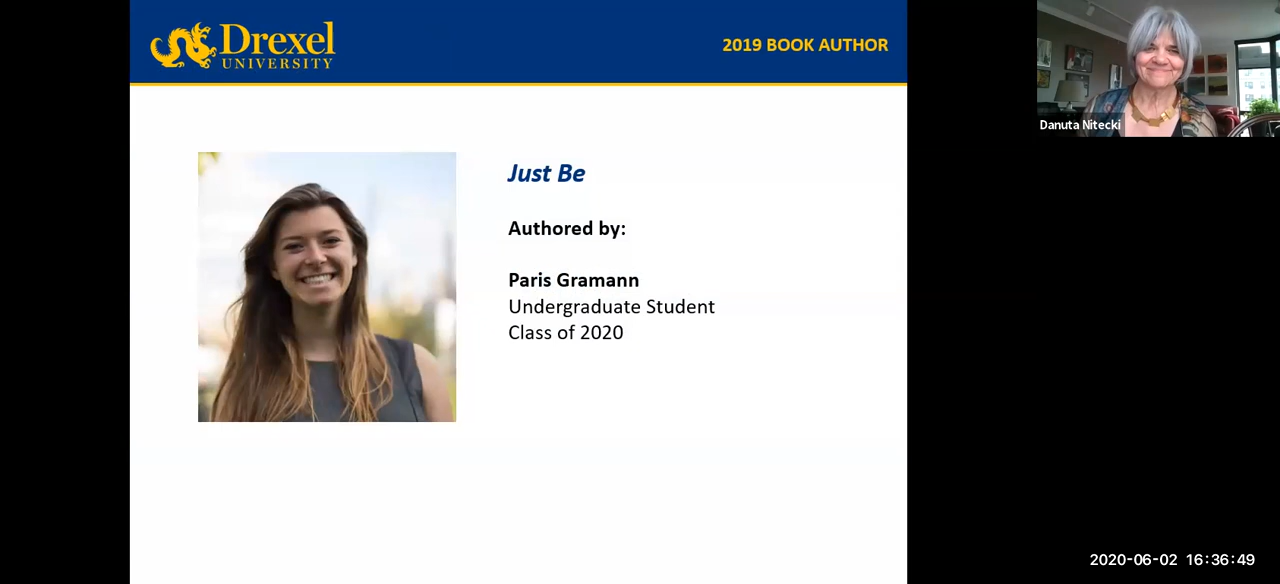 Drexel
UNIVERSITY
2019 BOOK AUTHOR
Danuta Nitecki
Just Be
Authored by:
Paris Gramann
Undergraduate Student
Class of 2020
2020-06-02 16:36:49